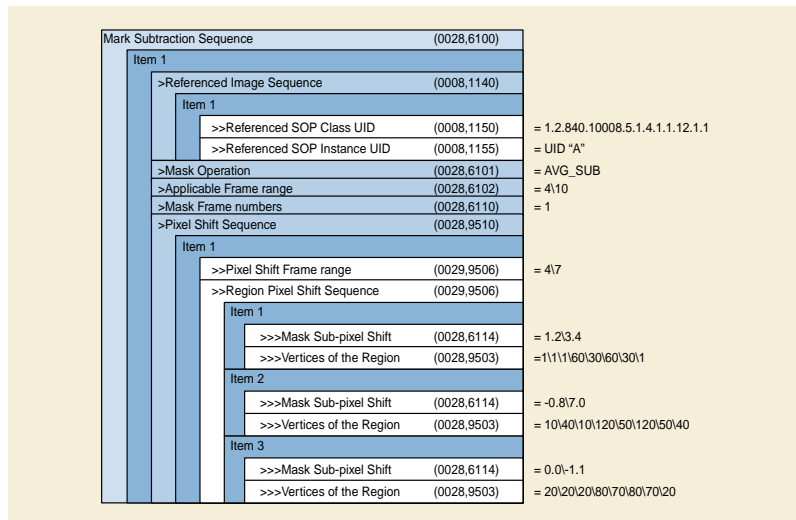 Mark Subtraction Sequence (0028,6100)
Item 1
>Referenced Image Sequence (0008,1140)
Item 1
>>Referenced SOP Class UID (0008,1150) = 1.2.840.10008.5.1.4.1.1.12.1.1
>>Referenced SOP Instance UID (0008,1155) = UID “A”
>Mask Operation (0028,6101) = AVG_SUB
>Applicable Frame range (0028,6102) = 4\10
>Mask Frame numbers (0028,6110) = 1
>Pixel Shift Sequence (0028,9510)
Item 1
>>Pixel Shift Frame range (0029,9506) = 4\7
>>Region Pixel Shift Sequence (0029,9506)
Item 1
>>>Mask Sub-pixel Shift (0028,6114) = 1.2\3.4
>>>Vertices of the Region (0028,9503) =1\1\1\60\30\60\30\1
Item 2
>>>Mask Sub-pixel Shift (0028,6114) = -0.8\7.0
>>>Vertices of the Region (0028,9503) = 10\40\10\120\50\120\50\40
Item 3
>>>Mask Sub-pixel Shift (0028,6114) = 0.0\-1.1
>>>Vertices of the Region (0028,9503) = 20\20\20\80\70\80\70\20